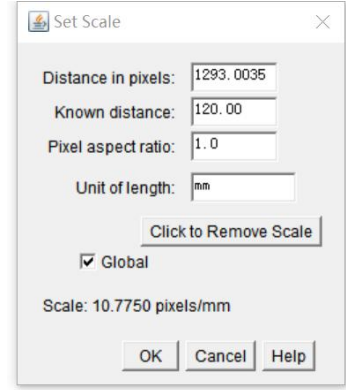 Set Scale
Distance in pixels: 1293.0035
Known distance: 120.00
Pixel aspect ratio: 1.0
Unit of length: mm
Click to Remove Scale
Global
Scale: 10.7750 pixels/mm
OK Cancel Help